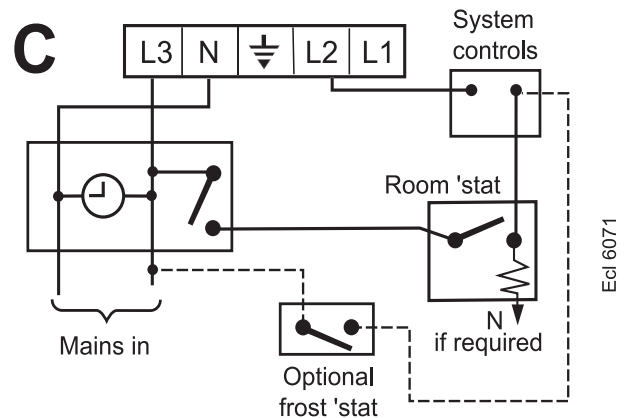 C
L3 N L2 L1
System
controls
Room 'stat
N
if required
Mains in
Optional
frost 'stat
Ecl 6071